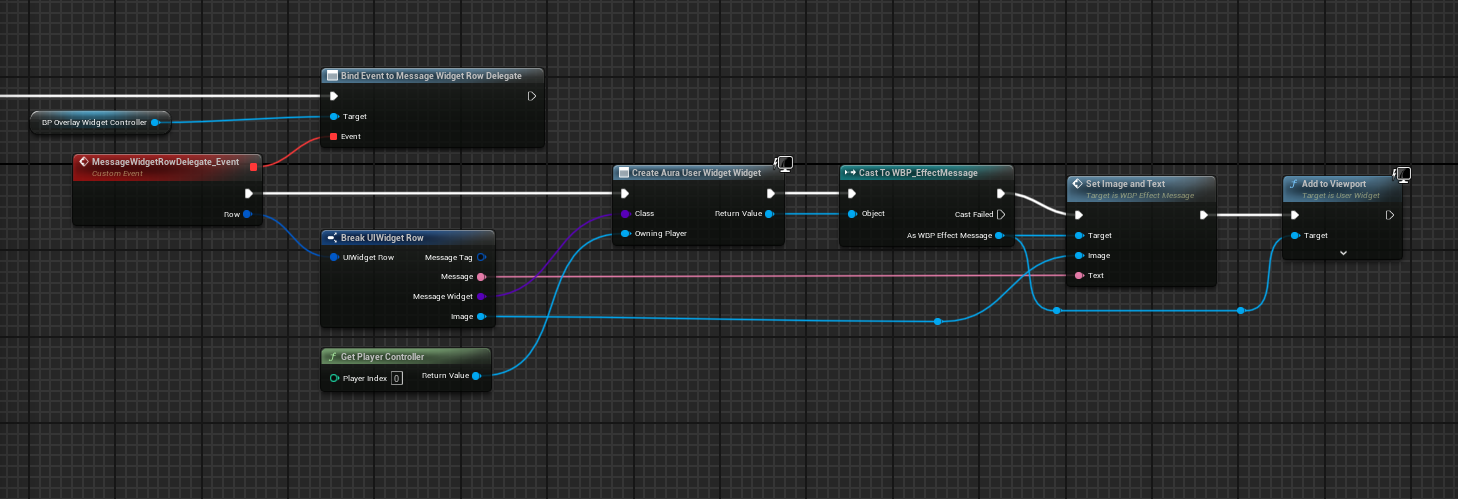 Bind Event to Message Widget Row Delegate
BP Overlay Widget Controller
Target
Event
MessageWidgetRowDelegate_Event
Custom Event
Row
Break UIWidget Row
UIWidget Row
Message Tag
Message
Message Widget
Image
Get Player Controller
Player Index 0
Return Value
Create Aura User Widget Widget
Class
Return Value
Owning Player
Cast To WBP_EffectMessage
Object
Cast Failed
As WBP Effect Message
Set Image and Text
Target is WBP Effect Message
Target
Image
Text
Add to Viewport
Target is User Widget
Target